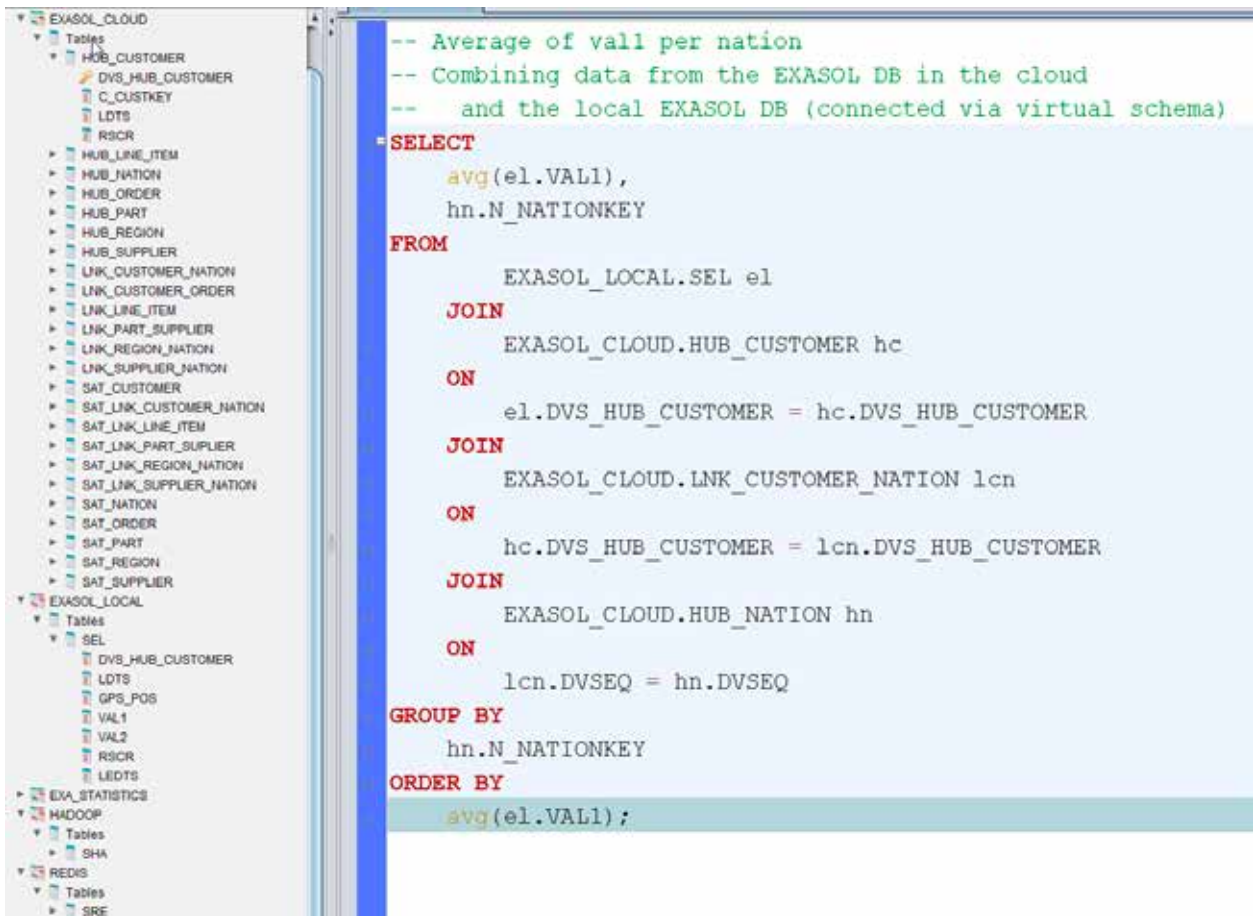 EXASOL_CLOUD
Tables
HUB_CUSTOMER
DVS_HUB_CUSTOMER
C_CUSTKEY
LDTS
RSCR
HUB_LINE_ITEM
HUB_NATION
HUB_ORDER
HUB_PART
HUB_REGION
HUB_SUPPLIER
LNK_CUSTOMER_NATION
LNK_CUSTOMER_ORDER
LNK_LINE_ITEM
LNK_PART_SUPPLIER
LNK_REGION_NATION
LNK_SUPPLIER_NATION
SAT_CUSTOMER
SAT_LNK_CUSTOMER_NATION
SAT_LNK_LINE_ITEM
SAT_LNK_PART_SUPLIER
SAT_LNK_REGION_NATION
SAT_LNK_SUPPLIER_NATION
SAT_NATION
SAT_ORDER
SAT_PART
SAT_REGION
SAT_SUPPLIER
EXASOL_LOCAL
Tables
SEL
DVS_HUB_CUSTOMER
LDTS
GPS_POS
VAL1
VAL2
RSCR
LEDTS
EXA_STATISTICS
HADOOP
Tables
SHA
REDIS
Tables
SRE
-- Average of val1 per nation
-- Combining data from the EXASOL DB in the cloud
-- and the local EXASOL DB (connected via virtual schema)
SELECT
avg(el.VAL1),
hn.N_NATIONKEY
FROM
EXASOL_LOCAL.SEL el
JOIN
EXASOL_CLOUD.HUB_CUSTOMER hc
ON
el.DVS_HUB_CUSTOMER = hc.DVS_HUB_CUSTOMER
JOIN
EXASOL_CLOUD.LNK_CUSTOMER_NATION lcn
ON
hc.DVS_HUB_CUSTOMER = lcn.DVS_HUB_CUSTOMER
JOIN
EXASOL_CLOUD.HUB_NATION hn
ON
lcn.DVSEQ = hn.DVSEQ
GROUP BY
hn.N_NATIONKEY
ORDER BY
avg(el.VAL1);